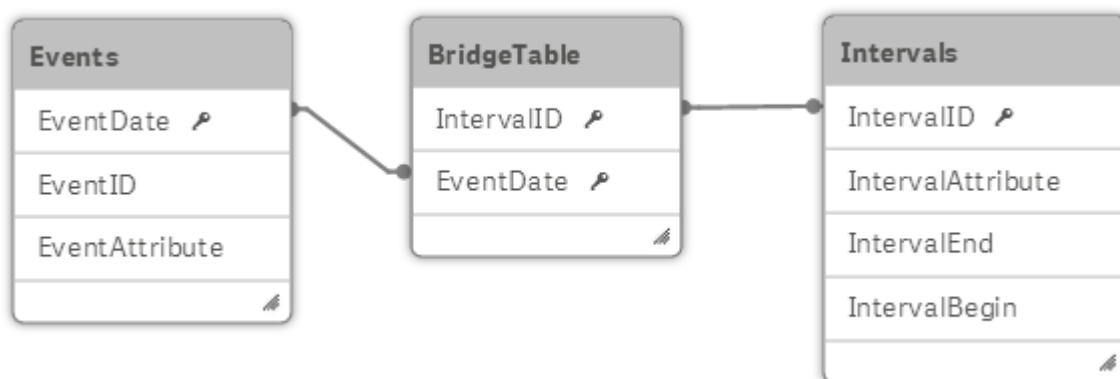 Events
EventDate
EventID
EventAttribute
BridgeTable
IntervalID
EventDate
Intervals
IntervalID
IntervalAttribute
IntervalEnd
IntervalBegin